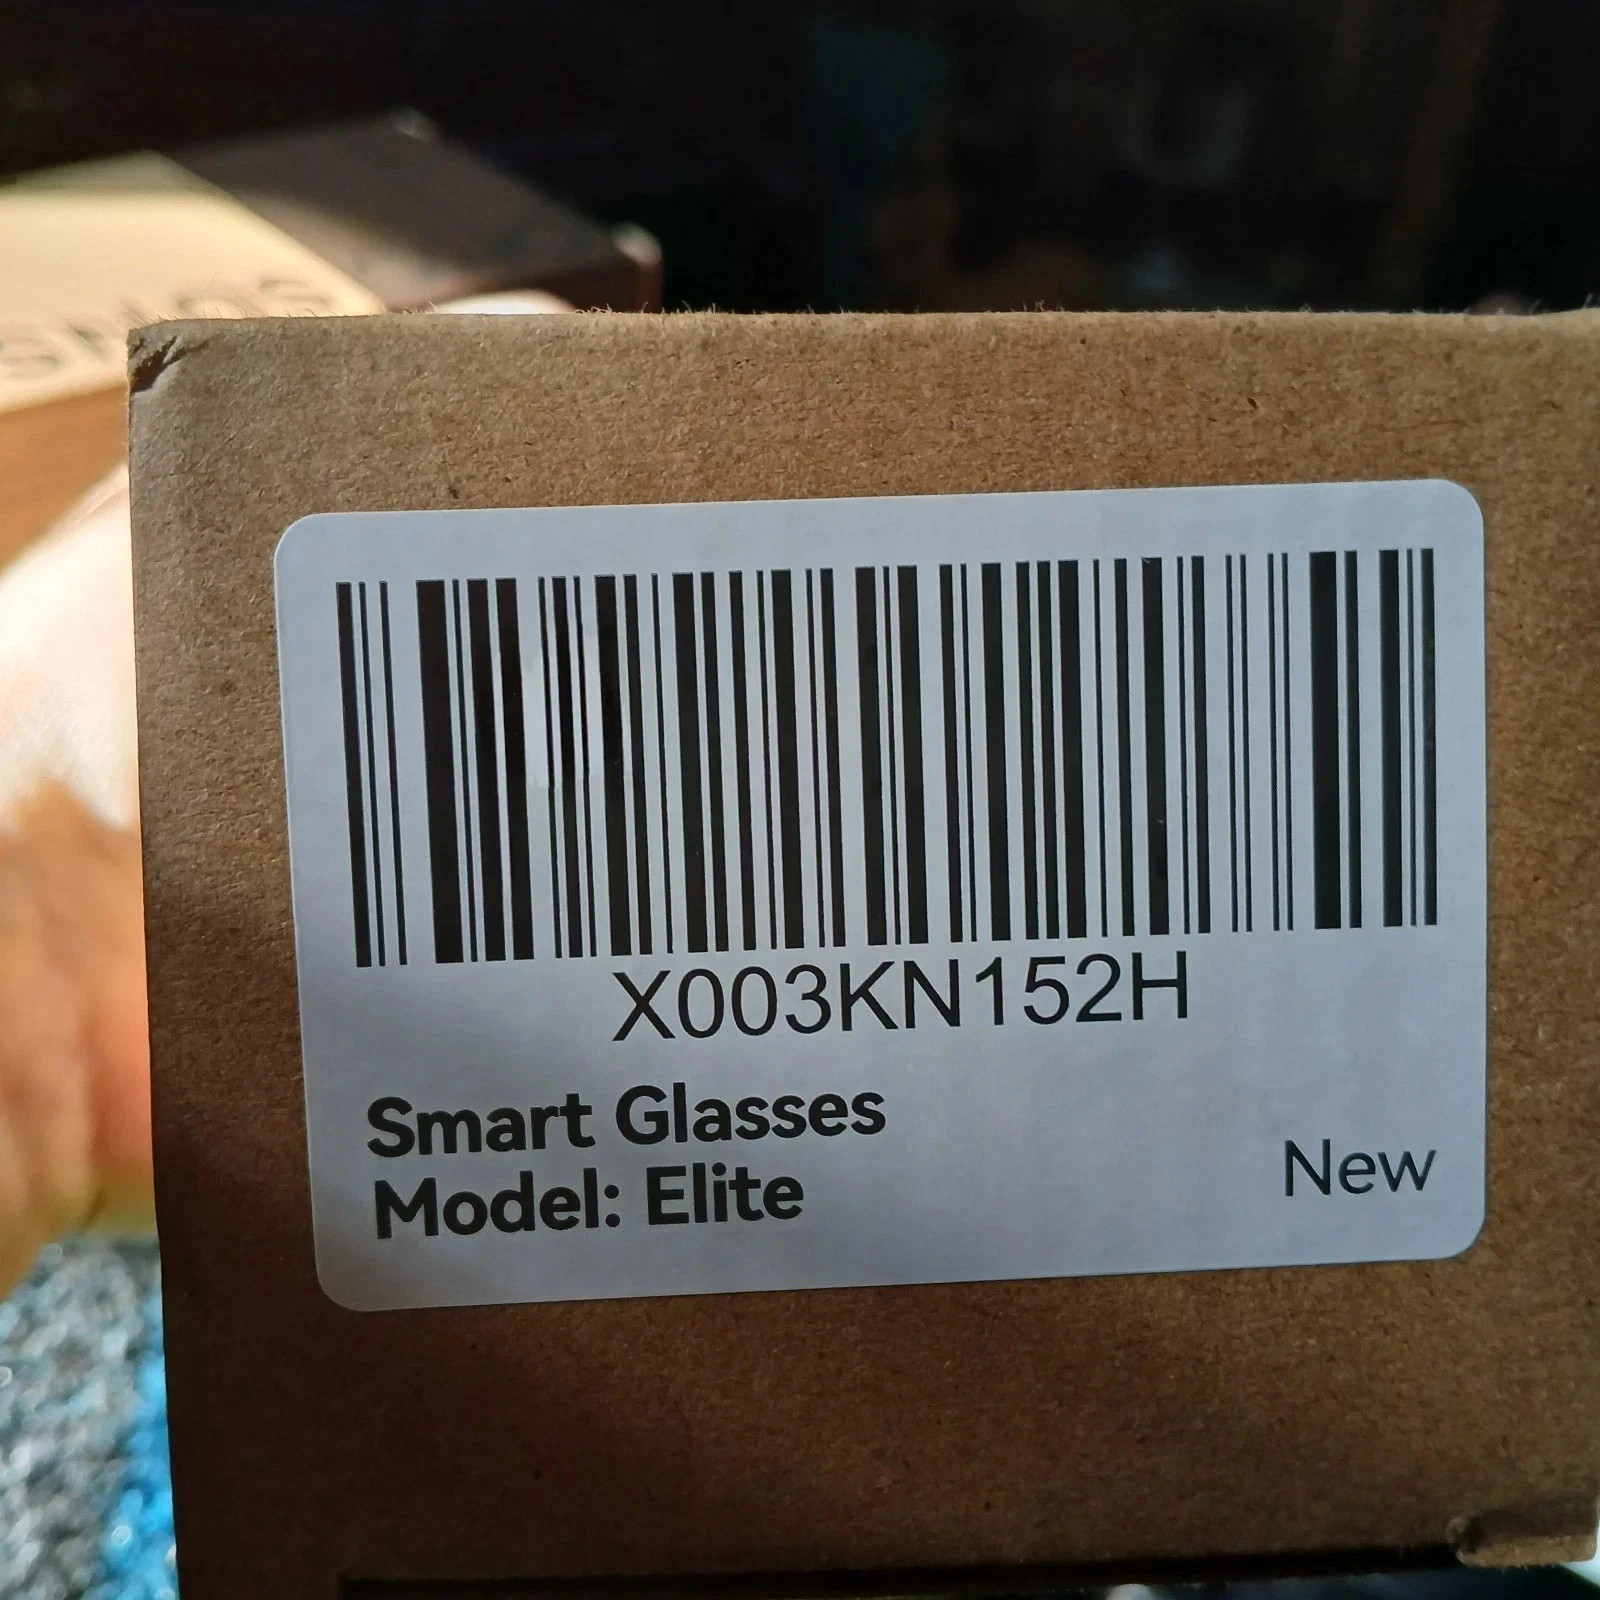 X003KN152H
Smart Glasses
Model: Elite
New